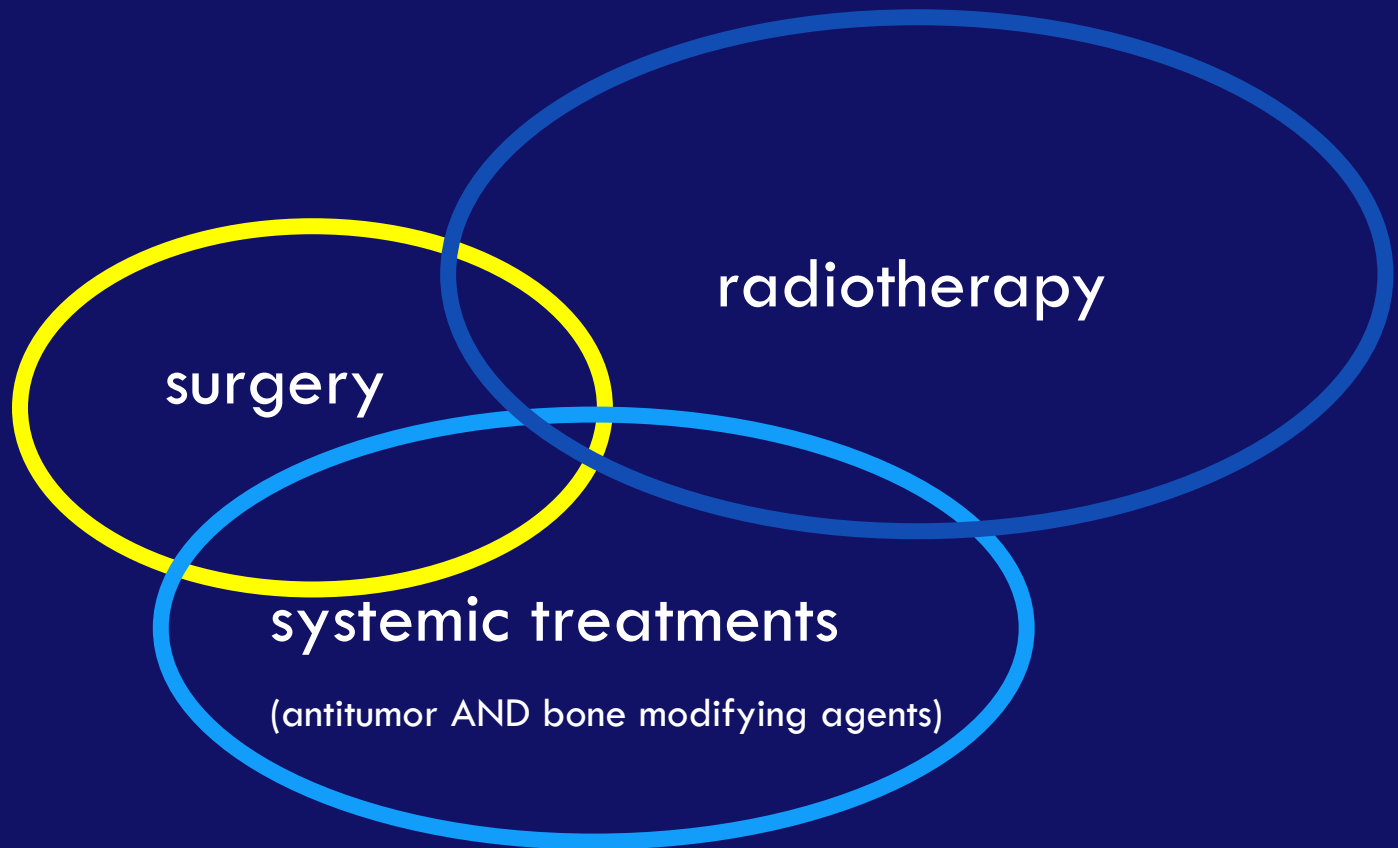 radiotherapy
surgery
systemic treatments
(antitumor AND bone modifying agents)